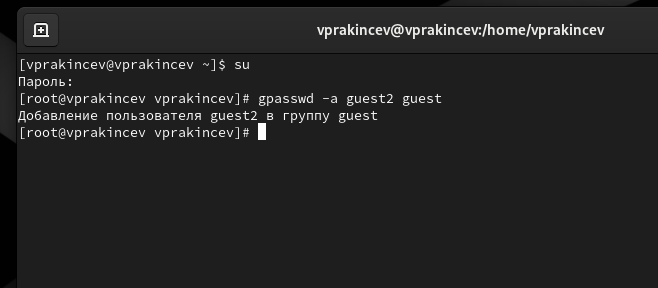 vprakincev@vprakincev:/home/vprakincev
[vprakincev@vprakincev ~]$ su
Пароль:
[root@vprakincev vprakincev]# gpasswd -a guest2 guest
Добавление пользователя guest2 в группу guest
[root@vprakincev vprakincev]#